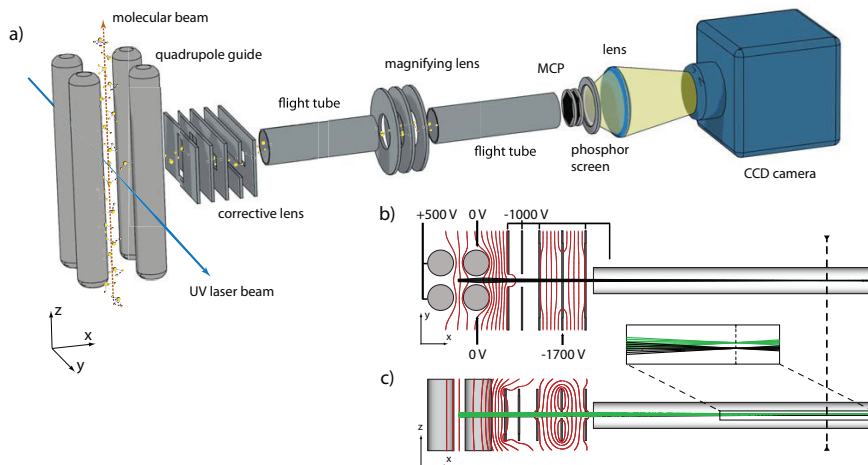 a)
molecular beam
quadrupole guide
flight tube
magnifying lens
MCP
lens
flight tube
phosphor
screen
CCD camera
corrective lens
UV laser beam
z
x
y
b)
+500 V
0 V
-1000 V
y
x
0 V
-1700 V
c)
z
x